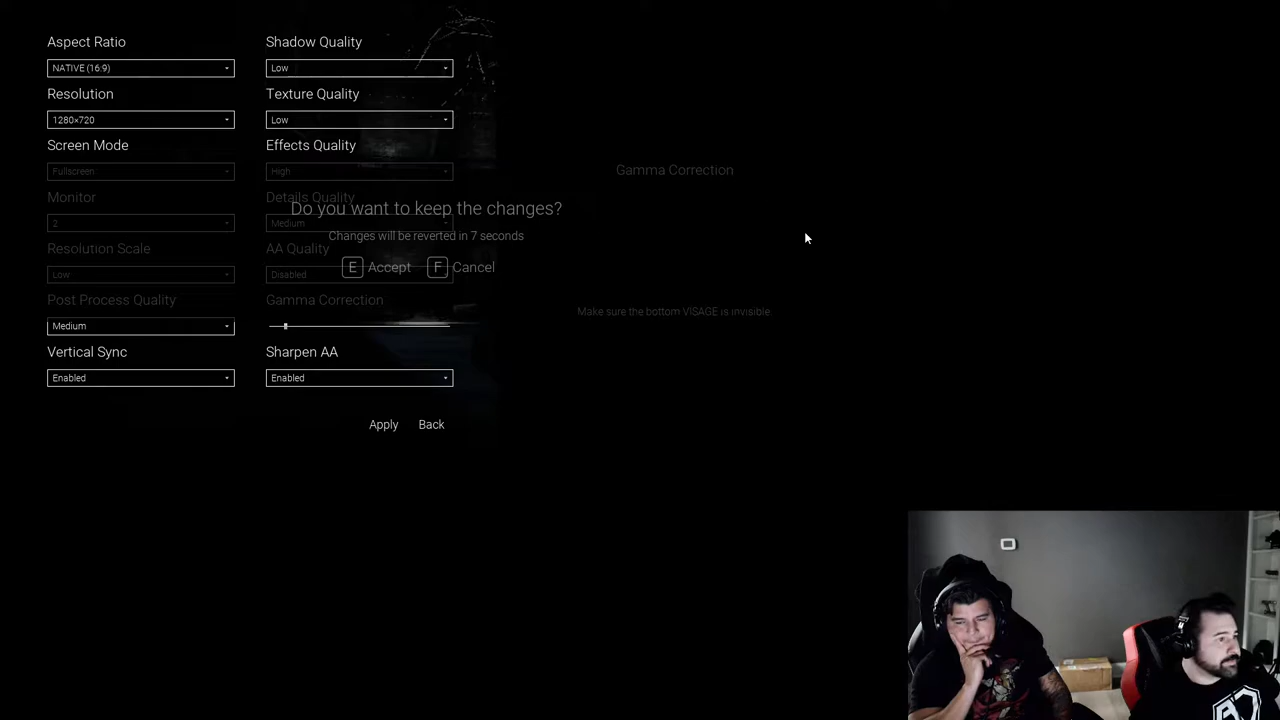 Aspect Ratio
NATIVE (16:9)
Resolution
1280×720
Screen Mode
Fullscreen
Monitor
2
Resolution Scale
Low
Post Process Quality
Medium
Vertical Sync
Enabled
Shadow Quality
Low
Texture Quality
Low
Effects Quality
High
Details Quality
Medium
AA Quality
Disabled
Gamma Correction
Sharpen AA
Enabled
Apply Back
Do you want to keep the changes?
Changes will be reverted in 7 seconds
E Accept F Cancel
Gamma Correction
Make sure the bottom VISAGE is invisible.